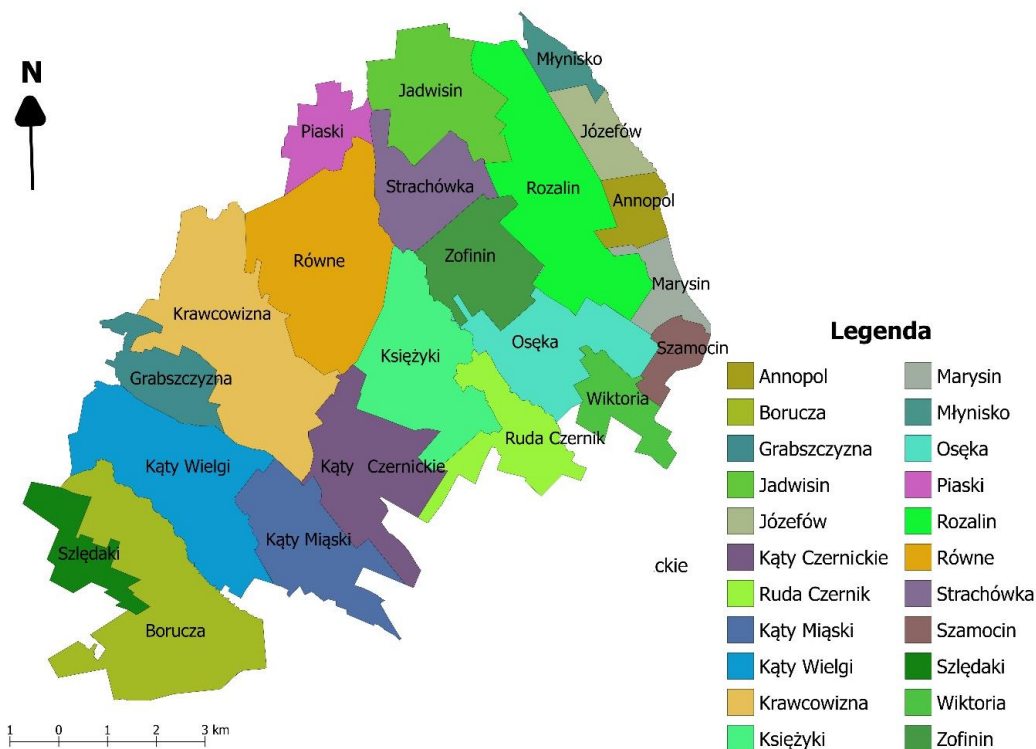 N
Młynisko
Jadwisin
Piaski
Józefów
Strachówka
Rozalin
Annopol
Zofinin
Równe
Marysin
Krawcowizna
Osęka
Szamocin
Księżyki
Grabszczyzna
Wiktoria
Ruda Czernik
Kąty Wielgi
Kąty Czernickie
Kąty Miąski
Szlędaki
ckie
Borucza
1 0 1 2 3 km
Legenda
Annopol
Borucza
Grabszczyzna
Jadwisin
Józefów
Kąty Czernickie
Ruda Czernik
Kąty Miąski
Kąty Wielgi
Krawcowizna
Księżyki
Marysin
Młynisko
Osęka
Piaski
Rozalin
Równe
Strachówka
Szamocin
Szlędaki
Wiktoria
Zofinin